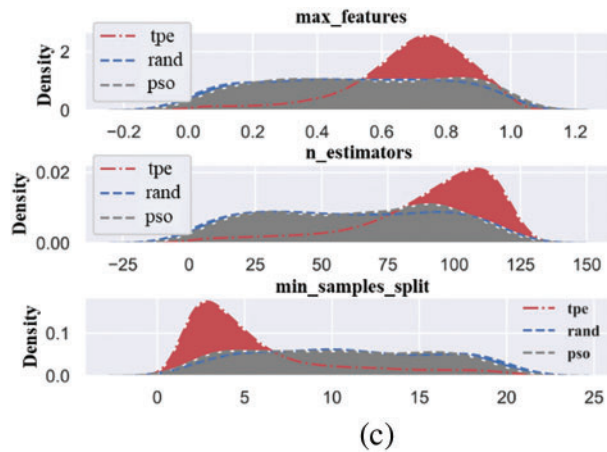 max_features
tpe
rand
pso
Density
2
0
−0.2 0.0 0.2 0.4 0.6 0.8 1.0 1.2
n_estimators
tpe
rand
pso
Density
0.02
0.00
−25 0 25 50 75 100 125 150
min_samples_split
tpe
rand
pso
Density
0.1
0.0
0 5 10 15 20 25
(c)